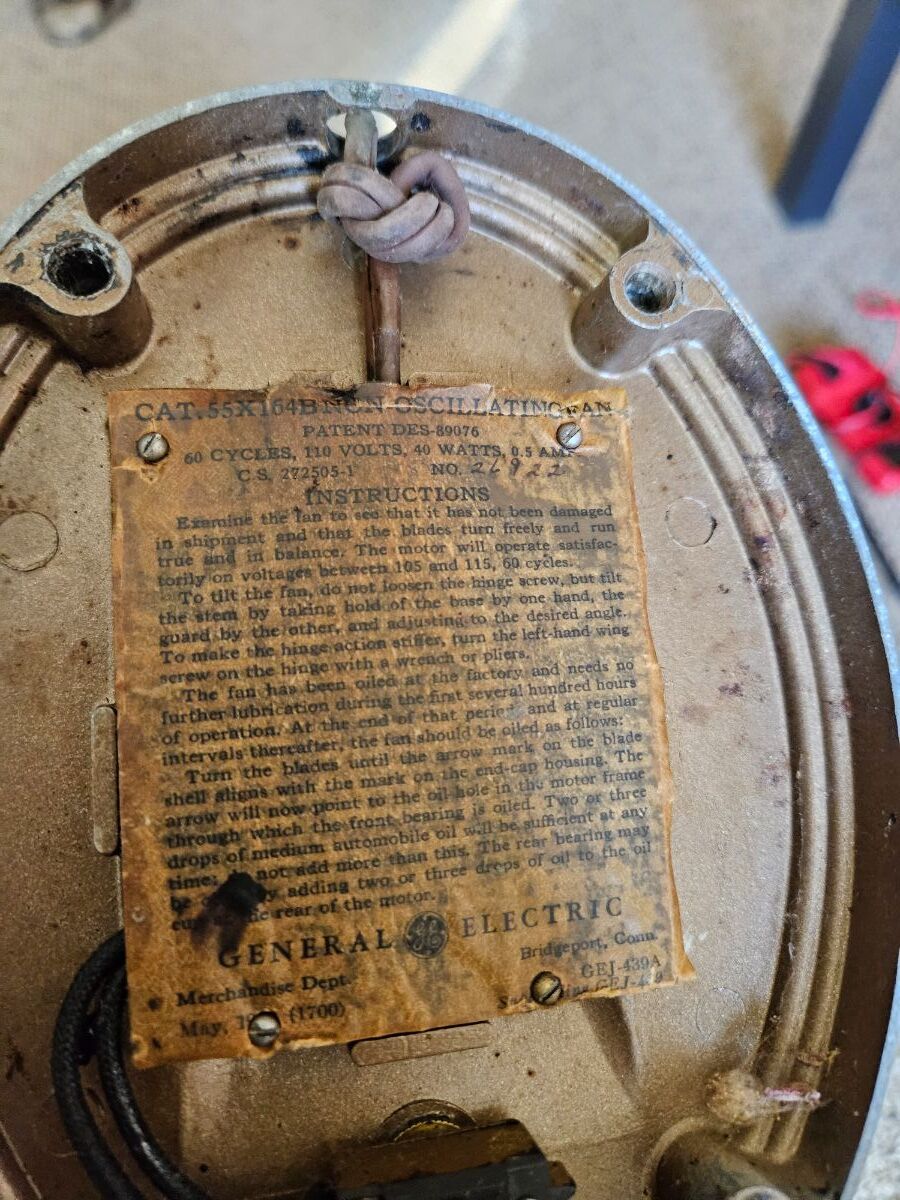 CAT. 55X164 OSCILLATING FAN
PATENT DES-89076
60 CYCLES, 110 VOLTS, 40 WATTS, 0.5 AMP
C.S. 272505-1 NO. 26922
INSTRUCTIONS
Examine the fan to see that it has not been damaged
in shipment and that the blades turn freely and run
true and in balance. The motor will operate satisfac-
torily on voltages between 105 and 115, 60 cycles.
To tilt the fan, do not loosen the hinge screw, but tilt
the stem by taking hold of the base by one hand, the
guard by the other, and adjusting to the desired angle.
To make the hinge action stiffer, turn the left-hand wing
screw on the hinge with a wrench or pliers.
The fan has been oiled at the factory and needs no
further lubrication during the first several hundred hours
of operation. At the end of that period and at regular
intervals thereafter, the fan should be oiled as follows:
Turn the blades until the arrow mark on the blade
shell aligns with the mark on the end-cap housing. The
arrow will now point to the oil hole in the motor frame
through which the front bearing is oiled. Two or three
drops of medium automobile oil will be sufficient at any
time; not add more than this. The rear bearing may
be by adding two or three drops of oil to the oil
rear of the motor.
GENERAL GE ELECTRIC
Merchandise Dept. Bridgeport, Conn.
GEJ-439A
May, (1700)